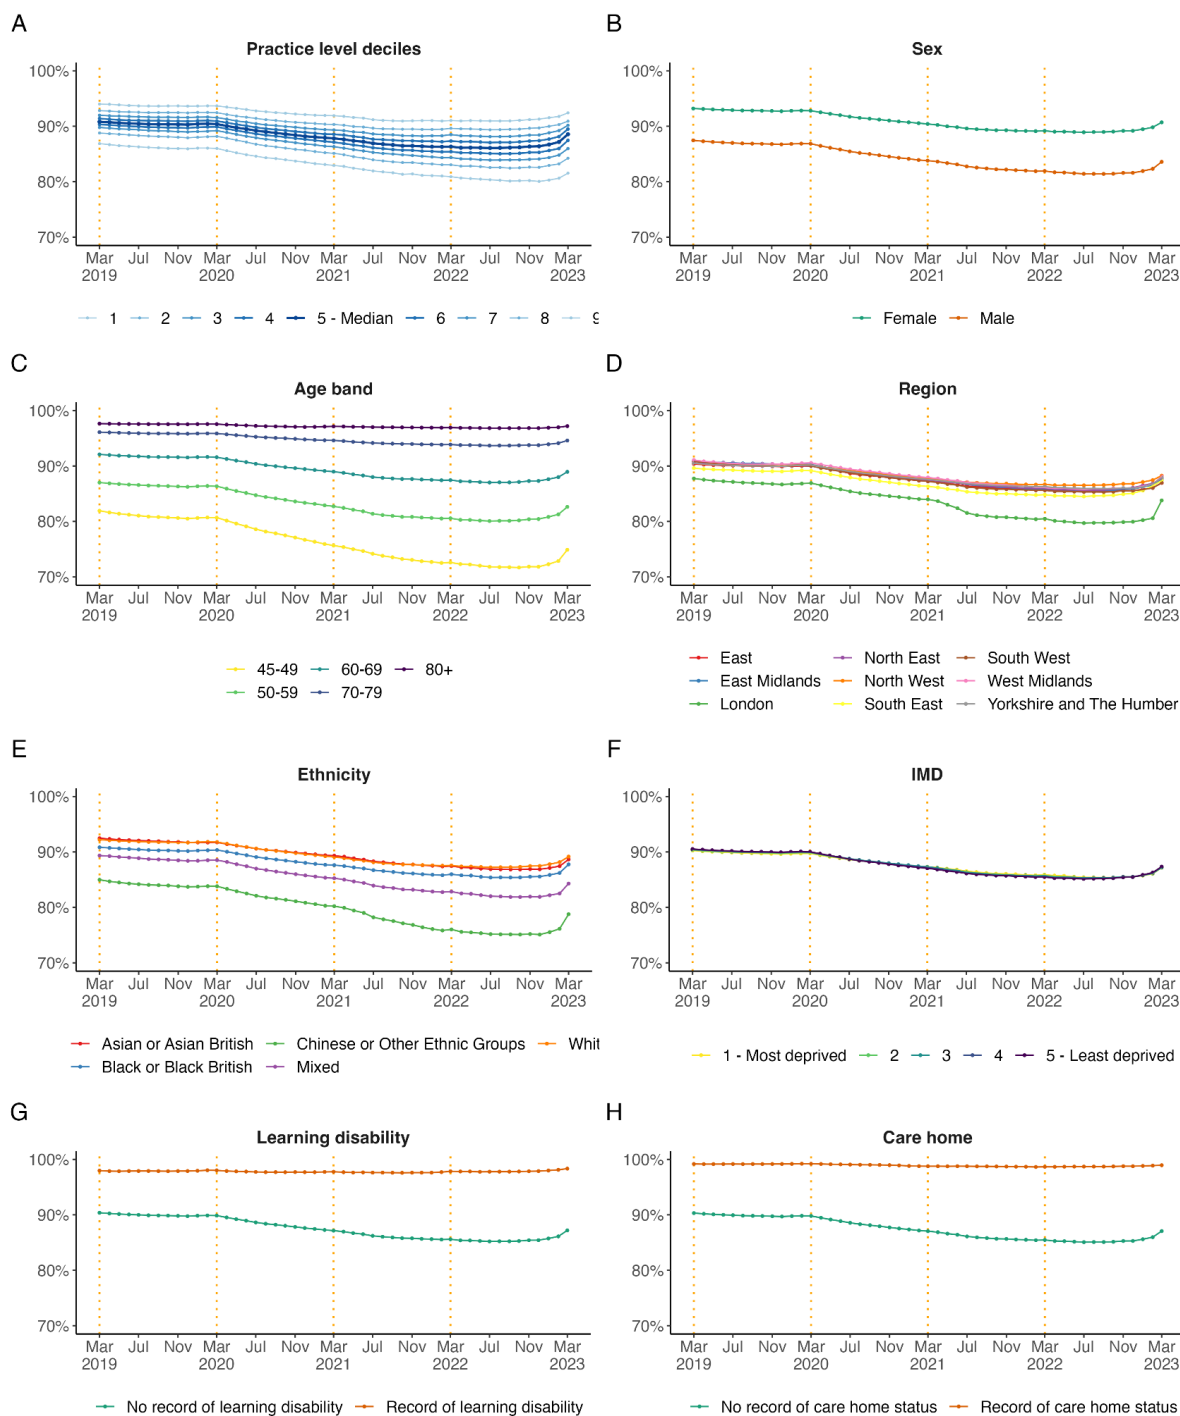 A
Practice level deciles
100%
90%
80%
70%
Mar 2019 Jul Nov Mar 2020 Jul Nov Mar 2021 Jul Nov Mar 2022 Jul Nov Mar 2023
1 2 3 4 5 - Median 6 7 8 9
B
Sex
100%
90%
80%
70%
Mar 2019 Jul Nov Mar 2020 Jul Nov Mar 2021 Jul Nov Mar 2022 Jul Nov Mar 2023
Female Male
C
Age band
100%
90%
80%
70%
Mar 2019 Jul Nov Mar 2020 Jul Nov Mar 2021 Jul Nov Mar 2022 Jul Nov Mar 2023
45-49 60-69 80+
50-59 70-79
D
Region
100%
90%
80%
70%
Mar 2019 Jul Nov Mar 2020 Jul Nov Mar 2021 Jul Nov Mar 2022 Jul Nov Mar 2023
East North East South West
East Midlands North West West Midlands
London South East Yorkshire and The Humber
E
Ethnicity
100%
90%
80%
70%
Mar 2019 Jul Nov Mar 2020 Jul Nov Mar 2021 Jul Nov Mar 2022 Jul Nov Mar 2023
Asian or Asian British Chinese or Other Ethnic Groups Whit
Black or Black British Mixed
F
IMD
100%
90%
80%
70%
Mar 2019 Jul Nov Mar 2020 Jul Nov Mar 2021 Jul Nov Mar 2022 Jul Nov Mar 2023
1 - Most deprived 2 3 4 5 - Least deprived
G
Learning disability
100%
90%
80%
70%
Mar 2019 Jul Nov Mar 2020 Jul Nov Mar 2021 Jul Nov Mar 2022 Jul Nov Mar 2023
No record of learning disability Record of learning disability
H
Care home
100%
90%
80%
70%
Mar 2019 Jul Nov Mar 2020 Jul Nov Mar 2021 Jul Nov Mar 2022 Jul Nov Mar 2023
No record of care home status Record of care home status